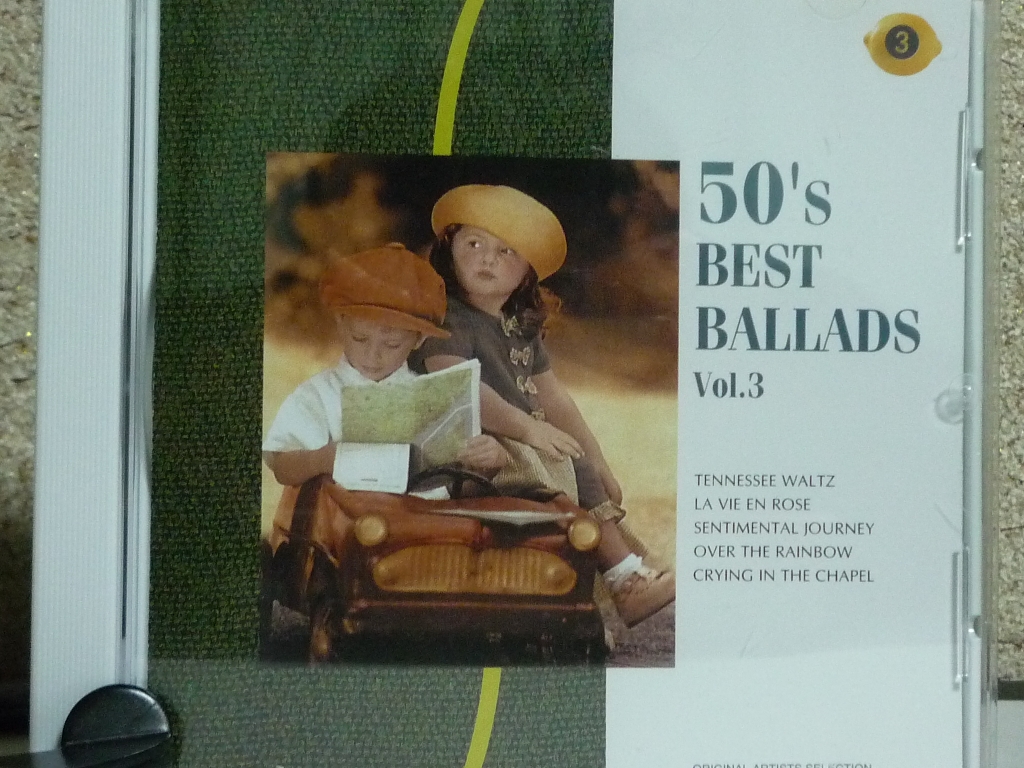 3
50's
BEST
BALLADS
Vol.3
TENNESSEE WALTZ
LA VIE EN ROSE
SENTIMENTAL JOURNEY
OVER THE RAINBOW
CRYING IN THE CHAPEL
ORIGINAL ARTISTS SELECTION